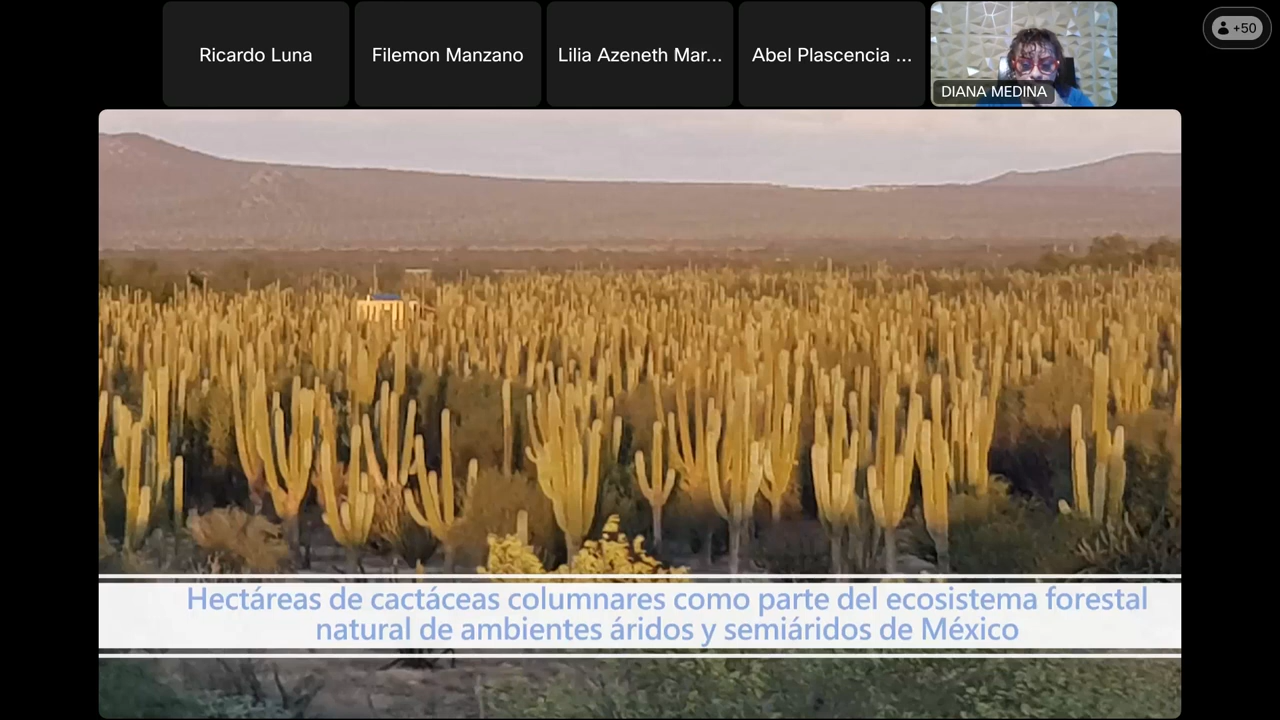 Ricardo Luna
Filemon Manzano
Lilia Azeneth Mar...
Abel Plascencia ...
DIANA MEDINA
+50
Hectáreas de cactáceas columnares como parte del ecosistema forestal
natural de ambientes áridos y semiáridos de México